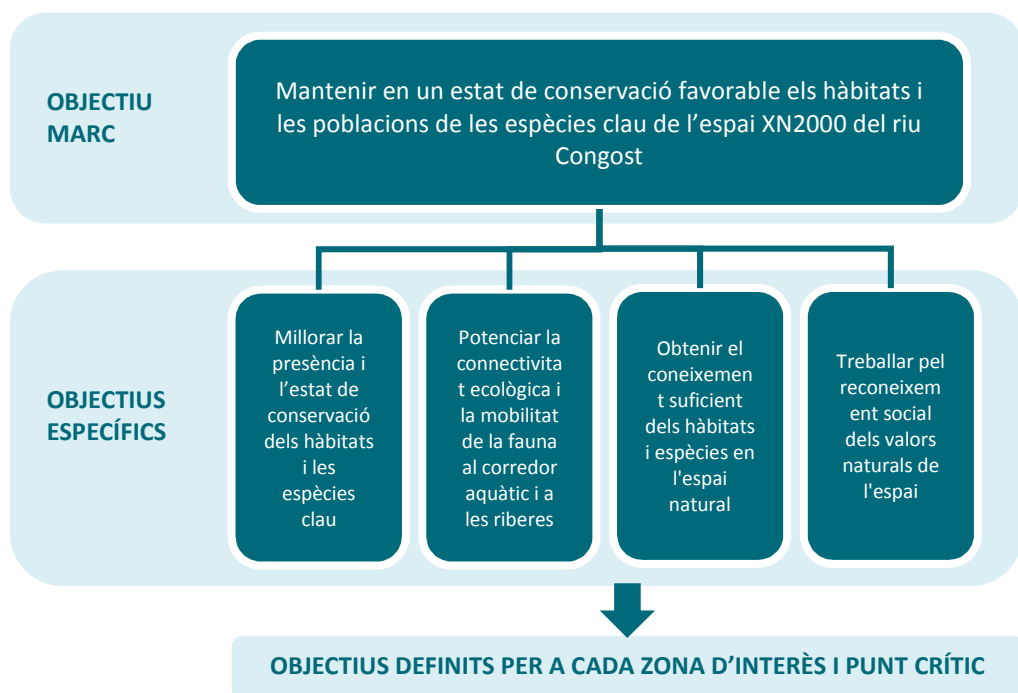 OBJECTIU
MARC
Mantenir en un estat de conservació favorable els hàbitats i
les poblacions de les espècies clau de l’espai XN2000 del riu
Congost
OBJECTIUS
ESPECÍFICS
Millorar la
presència i
l’estat de
conservació
dels hàbitats
i les
espècies
clau
Potenciar la
connectivita
t ecològica i
la mobilitat
de la fauna
al corredor
aquàtic i a
les riberes
Obtenir el
coneixemen
t suficient
dels hàbitats
i espècies en
l'espai
natural
Treballar pel
reconeixem
ent social
dels valors
naturals de
l'espai
OBJECTIUS DEFINITS PER A CADA ZONA D’INTERÈS I PUNT CRÍTIC